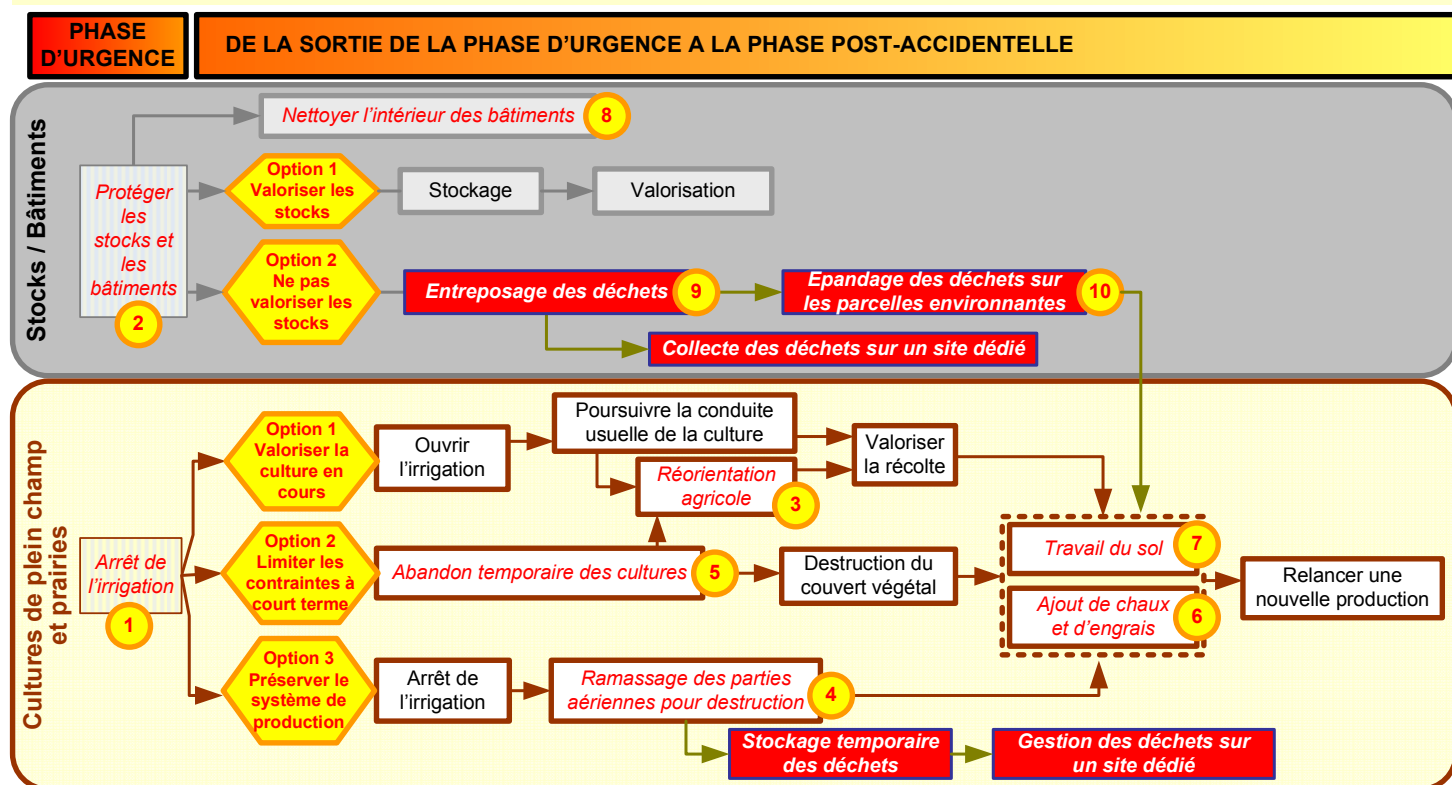 PHASE
D'URGENCE
DE LA SORTIE DE LA PHASE D'URGENCE A LA PHASE POST-ACCIDENTELLE
Stocks / Bâtiments
Nettoyer l'intérieur des bâtiments
8
Protéger
les
stocks et
les
bâtiments
2
Option 1
Valoriser les
stocks
Stockage
Valorisation
Option 2
Ne pas
valoriser les
stocks
Entreposage des déchets
9
Epandage des déchets sur
les parcelles environnantes
10
Collecte des déchets sur un site dédié
Cultures de plein champ
et prairies
Arrêt de
l'irrigation
1
Option 1
Valoriser la
culture en
cours
Ouvrir
l'irrigation
Poursuivre la conduite
usuelle de la culture
Réorientation
agricole
3
Valoriser
la récolte
Option 2
Limiter les
contraintes à
court terme
Abandon temporaire des cultures
5
Destruction du
couvert végétal
Travail du sol
7
Ajout de chaux
et d'engrais
6
Relancer une
nouvelle production
Option 3
Préserver le
système de
production
Arrêt de
l'irrigation
Ramassage des parties
aériennes pour destruction
4
Stockage temporaire
des déchets
Gestion des déchets sur
un site dédié